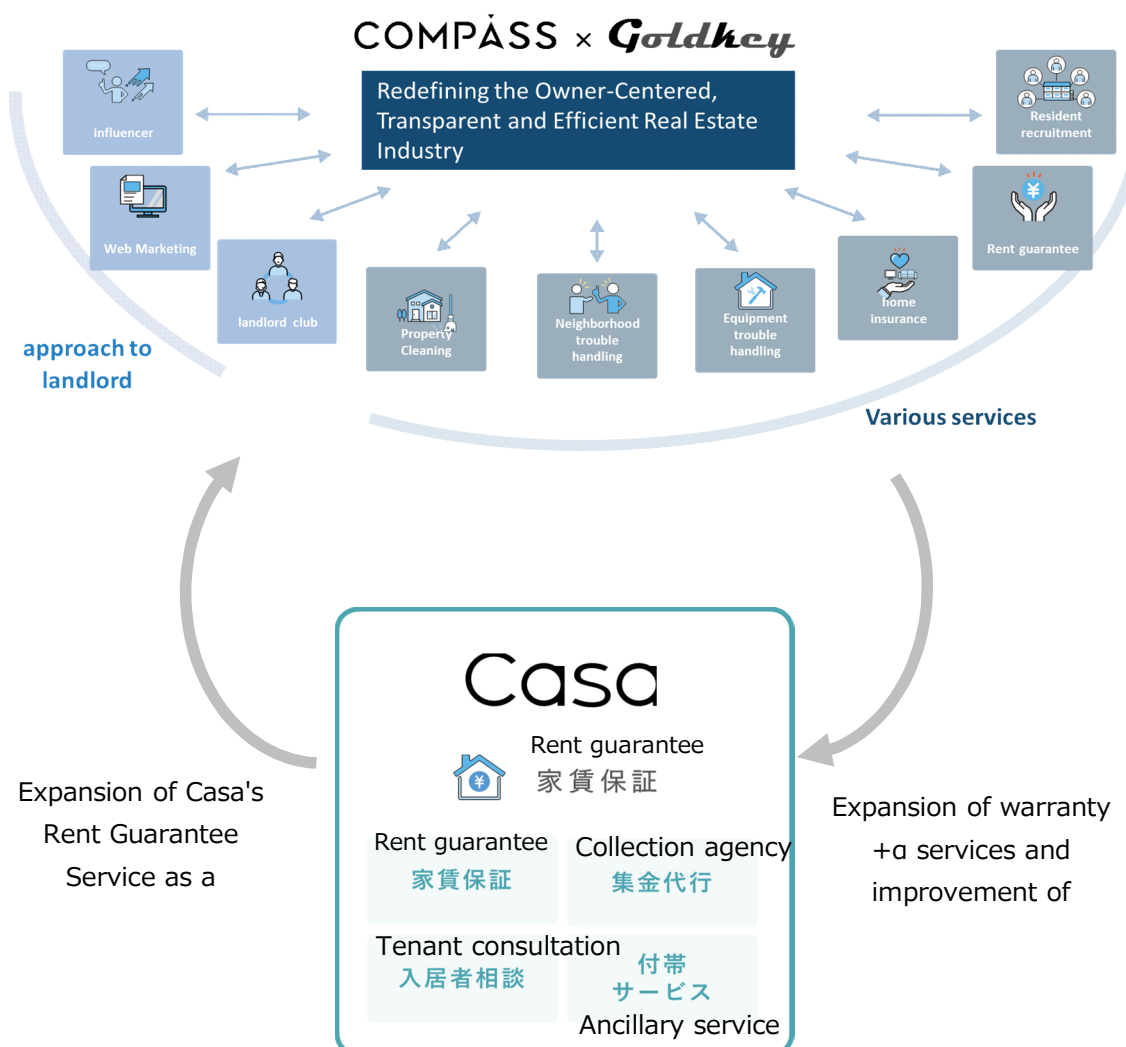 COMPASS × Goldkey
Redefining the Owner-Centered,
Transparent and Efficient Real Estate
Industry
influencer
Web Marketing
landlord club
Property
Cleaning
Neighborhood
trouble
handling
Equipment
trouble
handling
home
insurance
¥
Rent guarantee
Resident
recruitment
approach to
landlord
Various services
Casa
Rent guarantee
¥
家賃保証
Rent guarantee
家賃保証
Collection agency
集金代行
Tenant consultation
入居者相談
付帯
サービス
Ancillary service
Expansion of Casa's
Rent Guarantee
Service as a
Expansion of warranty
+α services and
improvement of